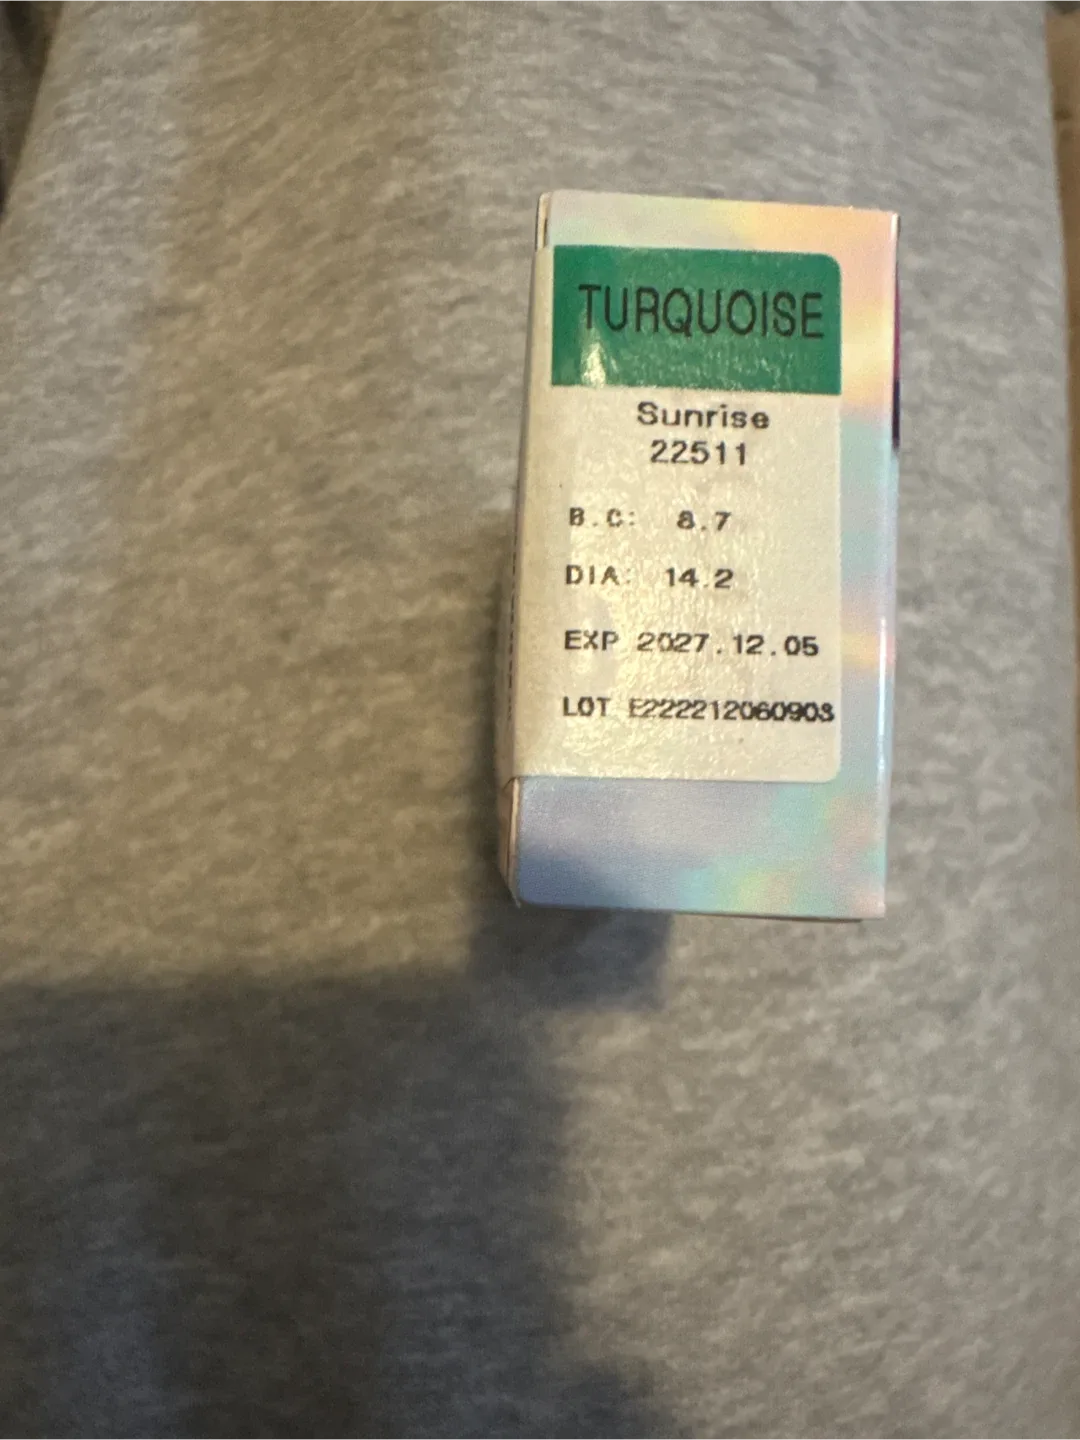 TURQUOISE
Sunrise
22511
B.C: 8.7
DIA: 14.2
EXP 2027.12.05
LOT E222212060903